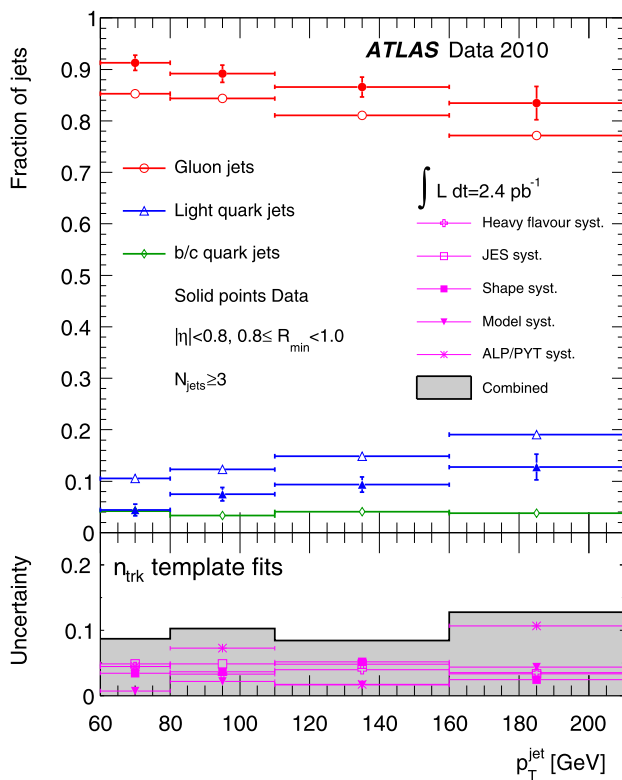 ATLAS Data 2010
Fraction of jets
1
0.9
0.8
0.7
0.6
0.5
0.4
0.3
0.2
0.1
0
Gluon jets
Light quark jets
b/c quark jets
Solid points Data
|η|<0.8, 0.8≤ R_min<1.0
N_jets≥3
∫ L dt=2.4 pb⁻¹
Heavy flavour syst.
JES syst.
Shape syst.
Model syst.
ALP/PYT syst.
Combined
n_trk template fits
Uncertainty
0.2
0.1
0
60 80 100 120 140 160 180 200
p_T^jet [GeV]